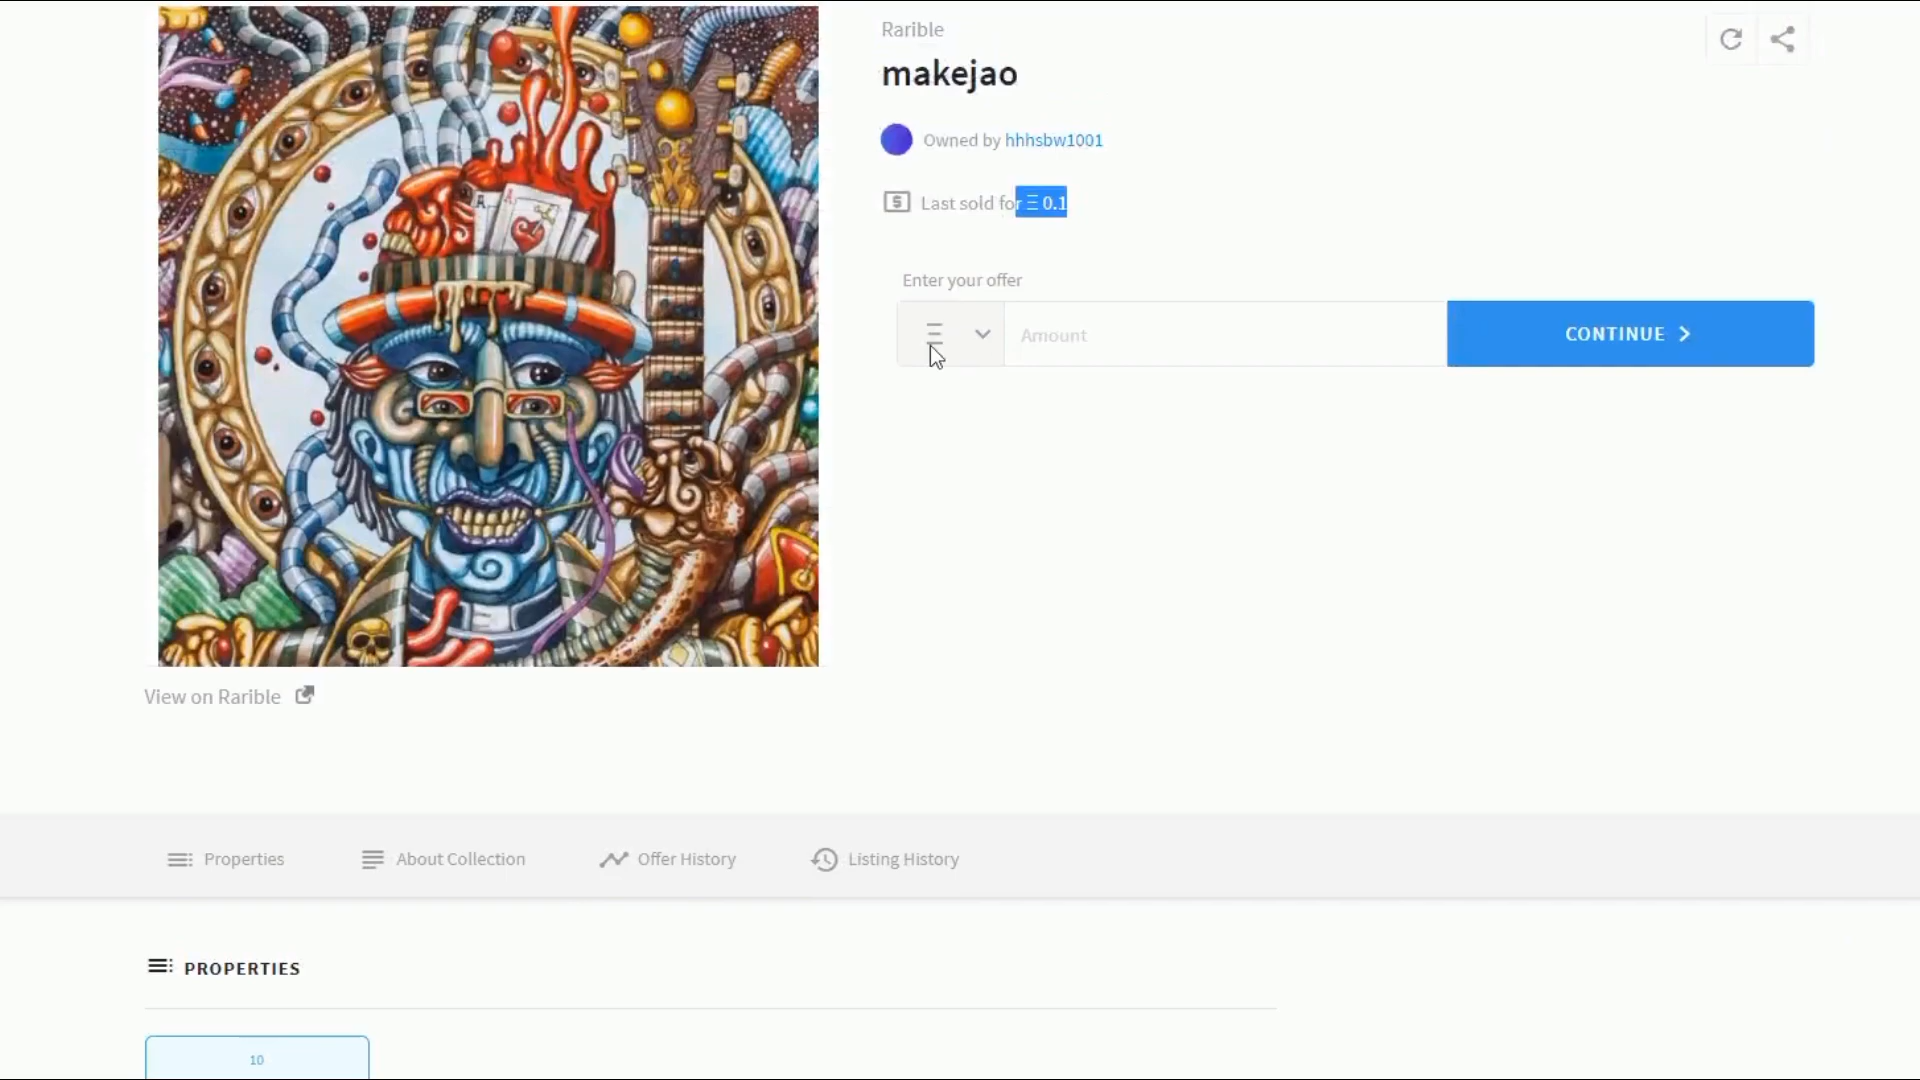 Rarible
makejao
Owned by hhhsbw1001
Last sold for Ξ 0.1
Enter your offer
Ξ
Amount
CONTINUE
View on Rarible
Properties
About Collection
Offer History
Listing History
PROPERTIES
10